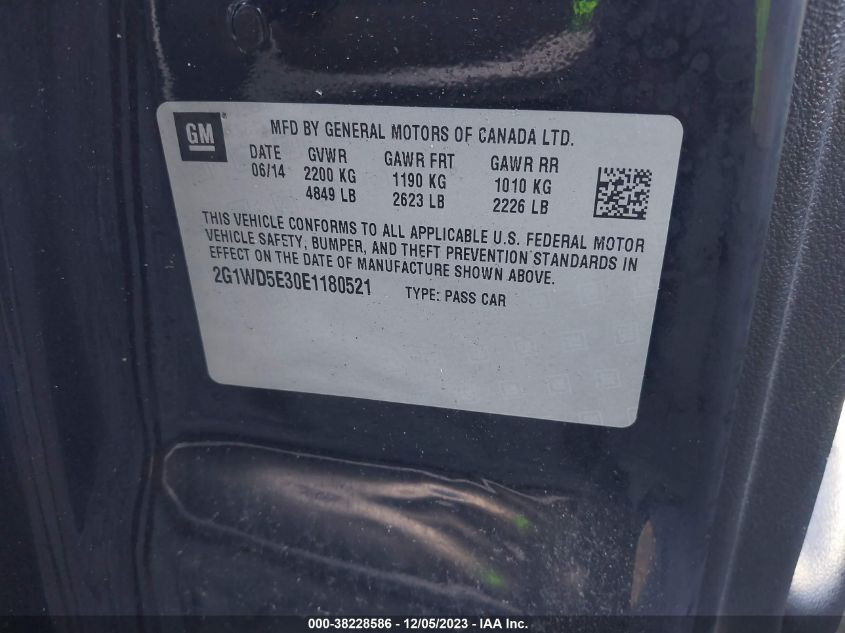 GM
MFD BY GENERAL MOTORS OF CANADA LTD.
DATE GVWR GAWR FRT GAWR RR
06/14 2200 KG 1190 KG 1010 KG
4849 LB 2623 LB 2226 LB
THIS VEHICLE CONFORMS TO ALL APPLICABLE U.S. FEDERAL MOTOR
VEHICLE SAFETY, BUMPER, AND THEFT PREVENTION STANDARDS IN
EFFECT ON THE DATE OF MANUFACTURE SHOWN ABOVE.
2G1WD5E30E1180521 TYPE: PASS CAR
000-38228586 - 12/05/2023 - IAA Inc.